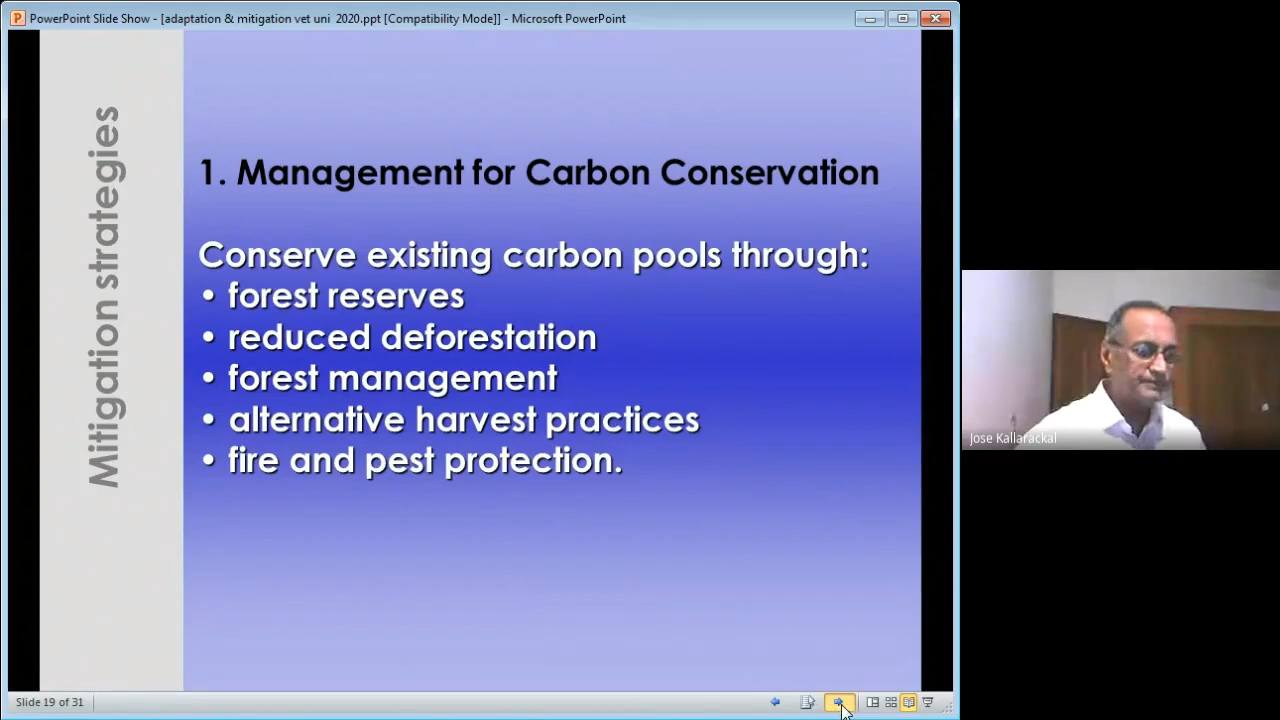 PowerPoint Slide Show - [adaptation & mitigation vet uni  2020.ppt [Compatibility Mode]] - Microsoft PowerPoint
Mitigation strategies
1. Management for Carbon Conservation
Conserve existing carbon pools through:
• forest reserves
• reduced deforestation
• forest management
• alternative harvest practices
• fire and pest protection.
Jose Kallarackal
Slide 19 of 31